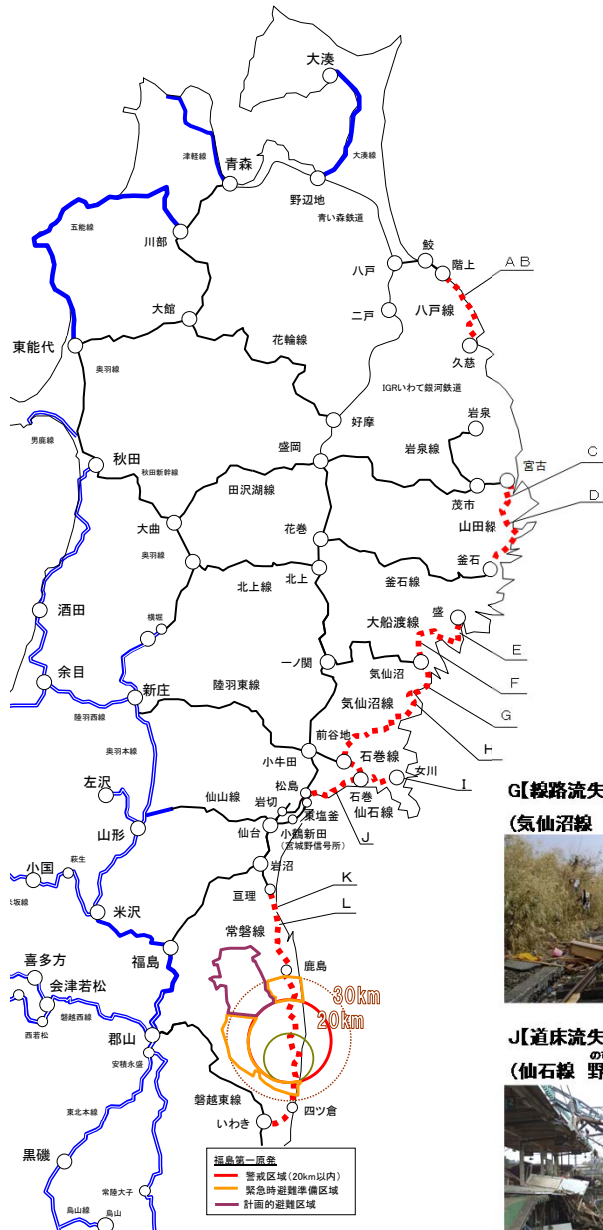 大湊
津軽線
青森
大湊線
野辺地
青い森鉄道
五能線
川部
鮫
八戸
階上
A B
八戸線
大館
二戸
花輪線
東能代
久慈
奥羽線
IGRいわて銀河鉄道
好摩
岩泉
男鹿線
盛岡
岩泉線
宮古
C
秋田
秋田新幹線
田沢湖線
茂市
D
大曲
花巻
山田線
奥羽線
釜石
北上線
北上
釜石線
酒田
横堀
大船渡線
盛
E
一ノ関
気仙沼
F
余目
新庄
陸羽東線
気仙沼線
G
陸羽西線
前谷地
H
奥羽本線
小牛田
石巻線
女川
I
左沢
松島
石巻
仙山線
岩切
東塩釜
仙石線
J
山形
仙台
小鶴新田
(宮城野信号所)
小国
萩生
岩沼
米坂線
亘理
K
米沢
L
常磐線
福島
鹿島
喜多方
30km
会津若松
20km
磐越西線
西若松
郡山
安積永盛
磐越東線
四ツ倉
東北本線
いわき
黒磯
常陸大子
烏山線
烏山
福島第一原発
警戒区域(20km以内)
緊急時避難準備区域
計画的避難区域
G【線路流失
(気仙沼線
J【道床流失
(仙石線 野